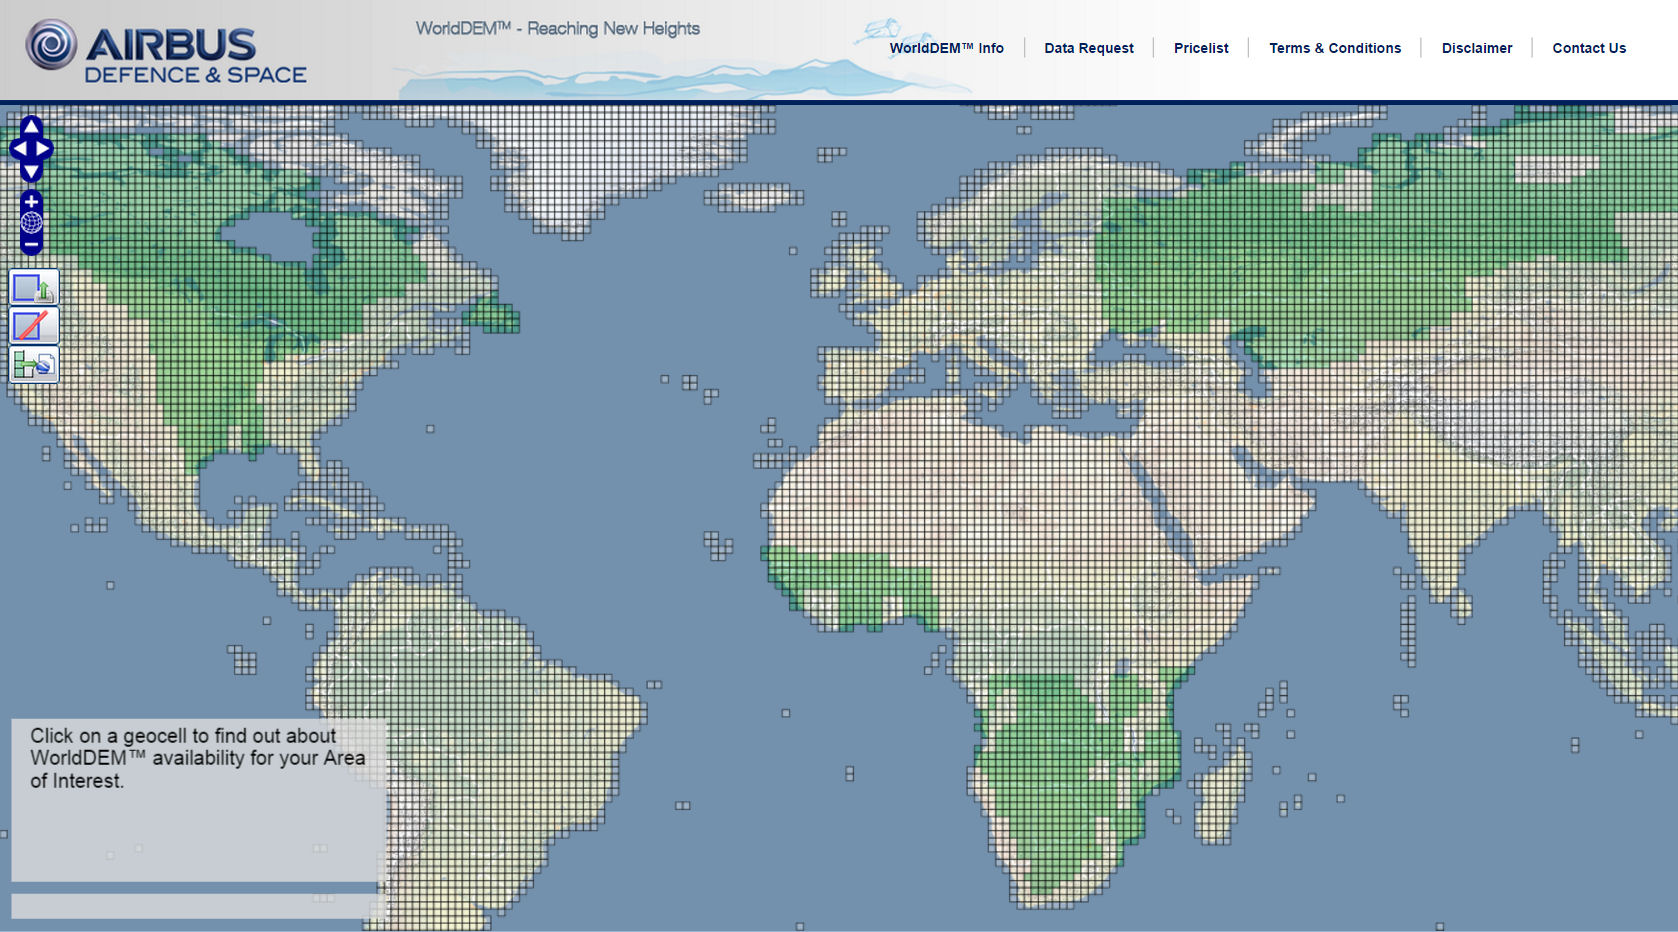 AIRBUS
DEFENCE & SPACE
WorldDEM™ - Reaching New Heights
WorldDEM™ Info
Data Request
Pricelist
Terms & Conditions
Disclaimer
Contact Us
Click on a geocell to find out about
WorldDEM™ availability for your Area
of Interest.